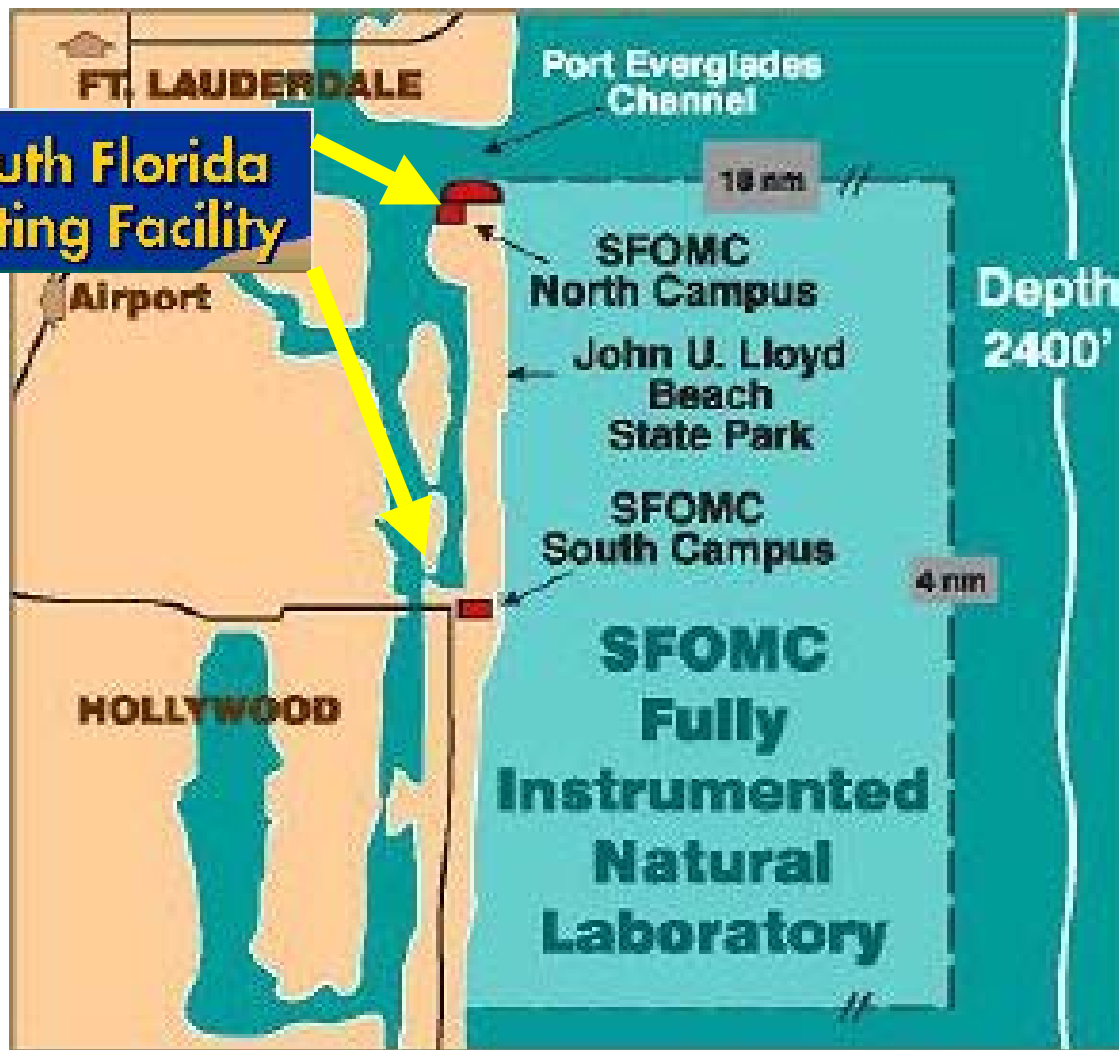 FT. LAUDERDALE
Port Everglades
Channel
uth Florida
ting Facility
18 nm
SFOMC
North Campus
Airport
Depth
2400'
John U. Lloyd
Beach
State Park
SFOMC
South Campus
4 nm
SFOMC
Fully
Instrumented
Natural
Laboratory
HOLLYWOOD